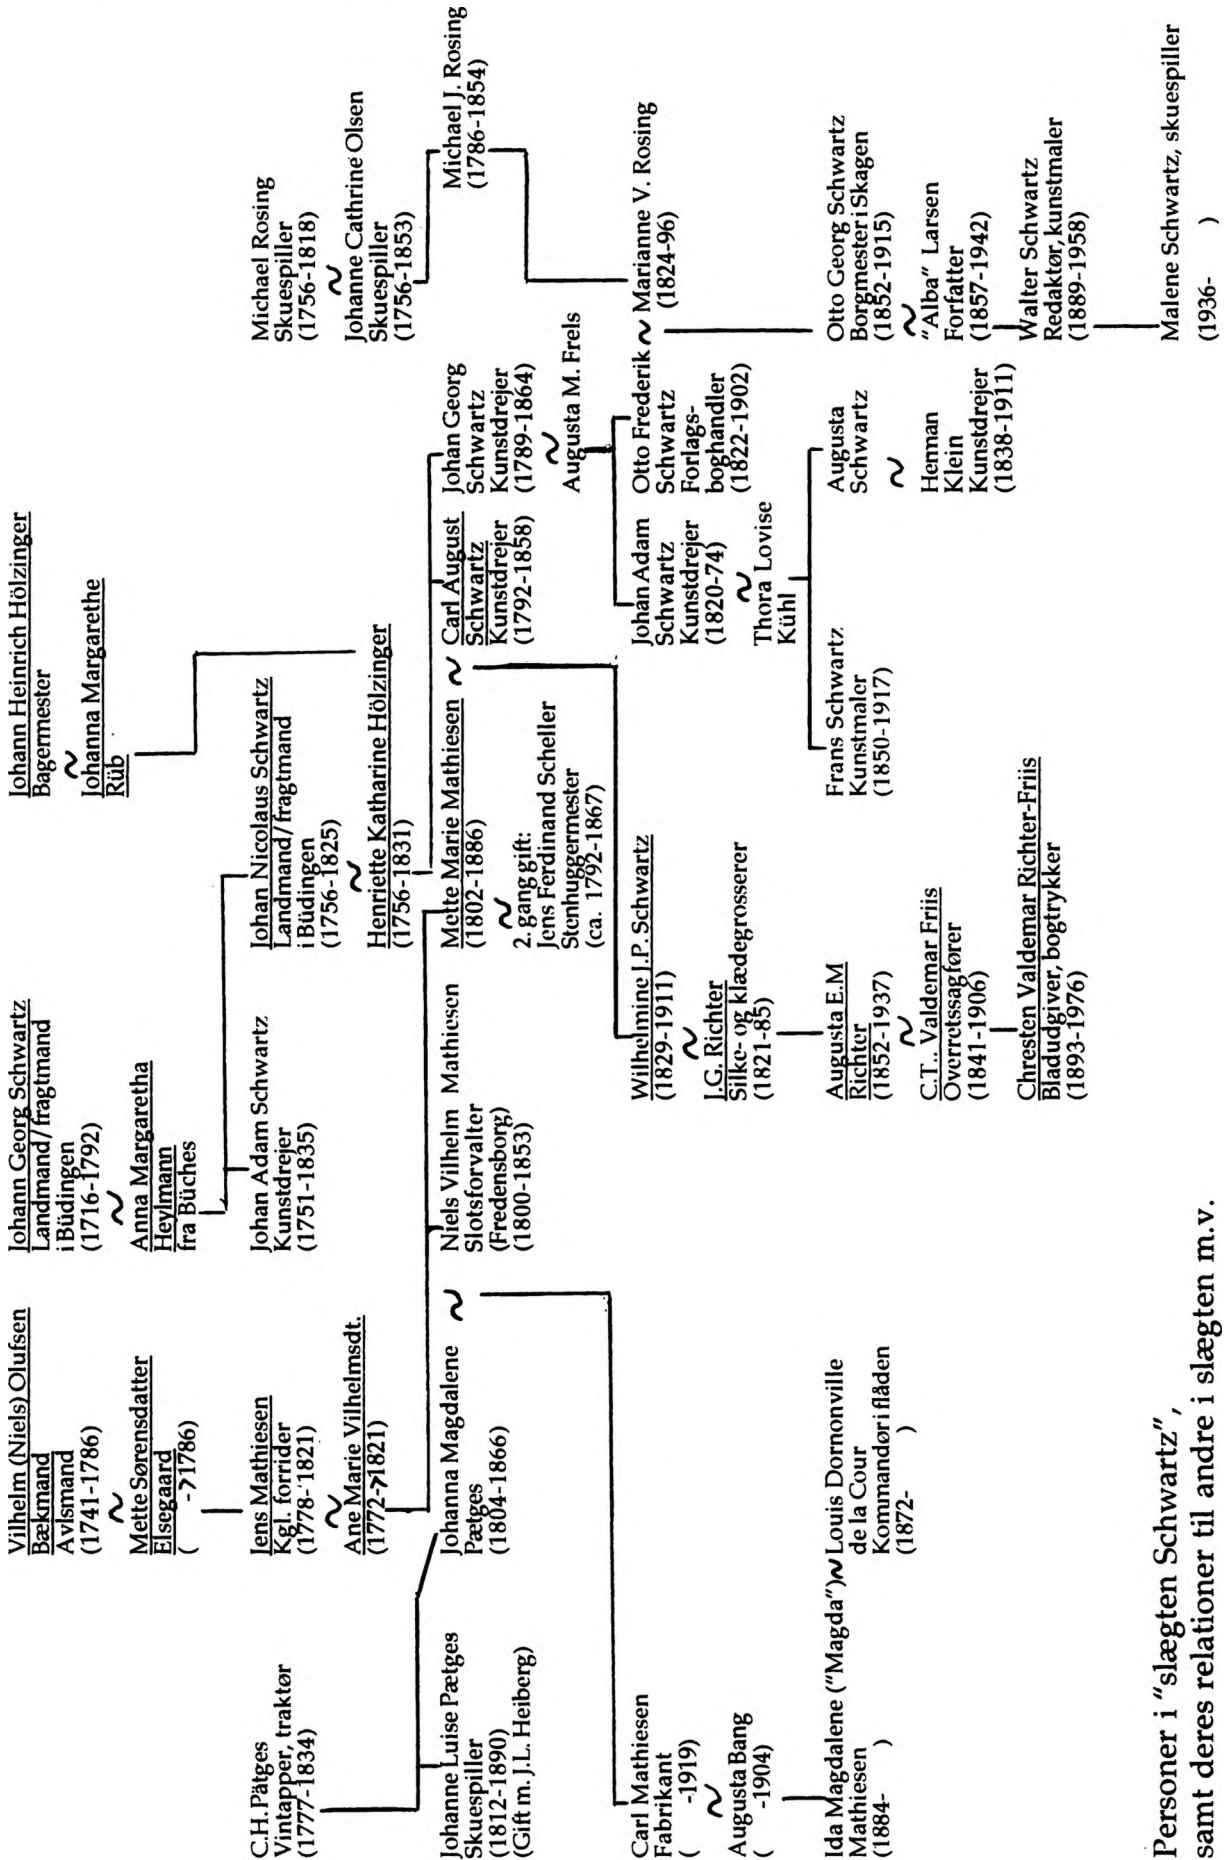 Vilhelm (Niels) Olufsen
Bækmand
Avlsmand
(1741-1786)
~
Mette Sørensdatter
Elsegaard
(    ->1786)
Johann Georg Schwartz
Landmand/fragtmand
i Büdingen
(1716-1792)
~
Anna Margaretha
Heylmann
fra Büches
Johann Heinrich Hölzinger
Bagermester
~
Johanna Margarethe
Rüb
C.H.Pätges
Vintapper, traktør
(1777-1834)
Jens Mathiesen
Kgl. forrider
(1778-1821)
~
Ane Marie Vilhelmsdt.
(1772->1821)
Johan Adam Schwartz
Kunstdrejer
(1751-1835)
Johan Nicolaus Schwartz
Landmand/fragtmand
i Büdingen
(1756-1825)
~
Henriette Katharine Hölzinger
(1756-1831)
Michael Rosing
Skuespiller
(1756-1818)
~
Johanne Cathrine Olsen
Skuespiller
(1756-1853)
Johanne Luise Pætges
Skuespiller
(1812-1890)
(Gift m. J.L. Heiberg)
Johanna Magdalene
Pætges
(1804-1866)
~
Niels Vilhelm Mathiesen
Slotsforvalter
(Fredensborg)
(1800-1853)
Mette Marie Mathiesen
(1802-1886)
~
2. gang gift:
Jens Ferdinand Scheller
Stenhuggermester
(ca. 1792-1867)
~
Carl August
Schwartz
Kunstdrejer
(1792-1858)
Johan Georg
Schwartz
Kunstdrejer
(1789-1864)
~
Augusta M. Frels
Michael J. Rosing
(1786-1854)
Carl Mathiesen
Fabrikant
(    -1919)
~
Augusta Bang
(    -1904)
Wilhelmine J.P. Schwartz
(1829-1911)
~
J.G. Richter
Silke- og klædegrosserer
(1821-85)
Johan Adam
Schwartz
Kunstdrejer
(1820-74)
~
Thora Lovise
Kühl
Otto Frederik ~ Marianne V. Rosing
Schwartz
Forlags-
boghandler
(1822-1902)
(1824-96)
Ida Magdalene ("Magda") ~ Louis Dornonville
Mathiesen
(1884-    )
de la Cour
Kommandør i flåden
(1872-    )
Augusta E.M
Richter
(1852-1937)
~
C.T.. Valdemar Friis
Overretssagfører
(1841-1906)
Frans Schwartz
Kunstmaler
(1850-1917)
Augusta
Schwartz
~
Herman
Klein
Kunstdrejer
(1838-1911)
Otto Georg Schwartz
Borgmester i Skagen
(1852-1915)
~
"Alba" Larsen
Forfatter
(1857-1942)
Chresten Valdemar Richter-Friis
Bladudgiver, bogtrykker
(1893-1976)
Walter Schwartz
Redaktør, kunstmaler
(1889-1958)
Malene Schwartz, skuespiller
(1936-    )
Personer i "slægten Schwartz",
samt deres relationer til andre i slægten m.v.